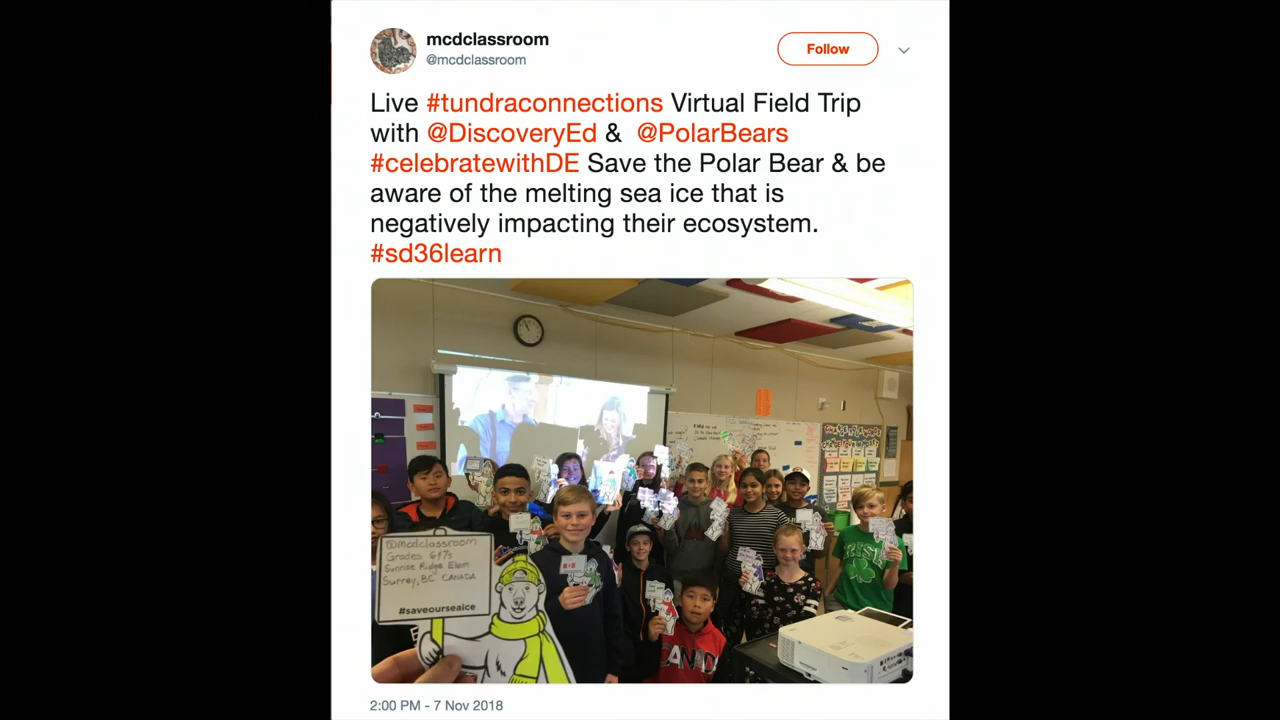 mcdclassroom
@mcdclassroom
Follow
Live #tundraconnections Virtual Field Trip
with @DiscoveryEd & @PolarBears
#celebratewithDE Save the Polar Bear & be
aware of the melting sea ice that is
negatively impacting their ecosystem.
#sd36learn
@mcdclassroom
Grades 6/7s
Sunrise Ridge Elem
Surrey, BC CANADA
#saveourseaice
CANADA
2:00 PM - 7 Nov 2018